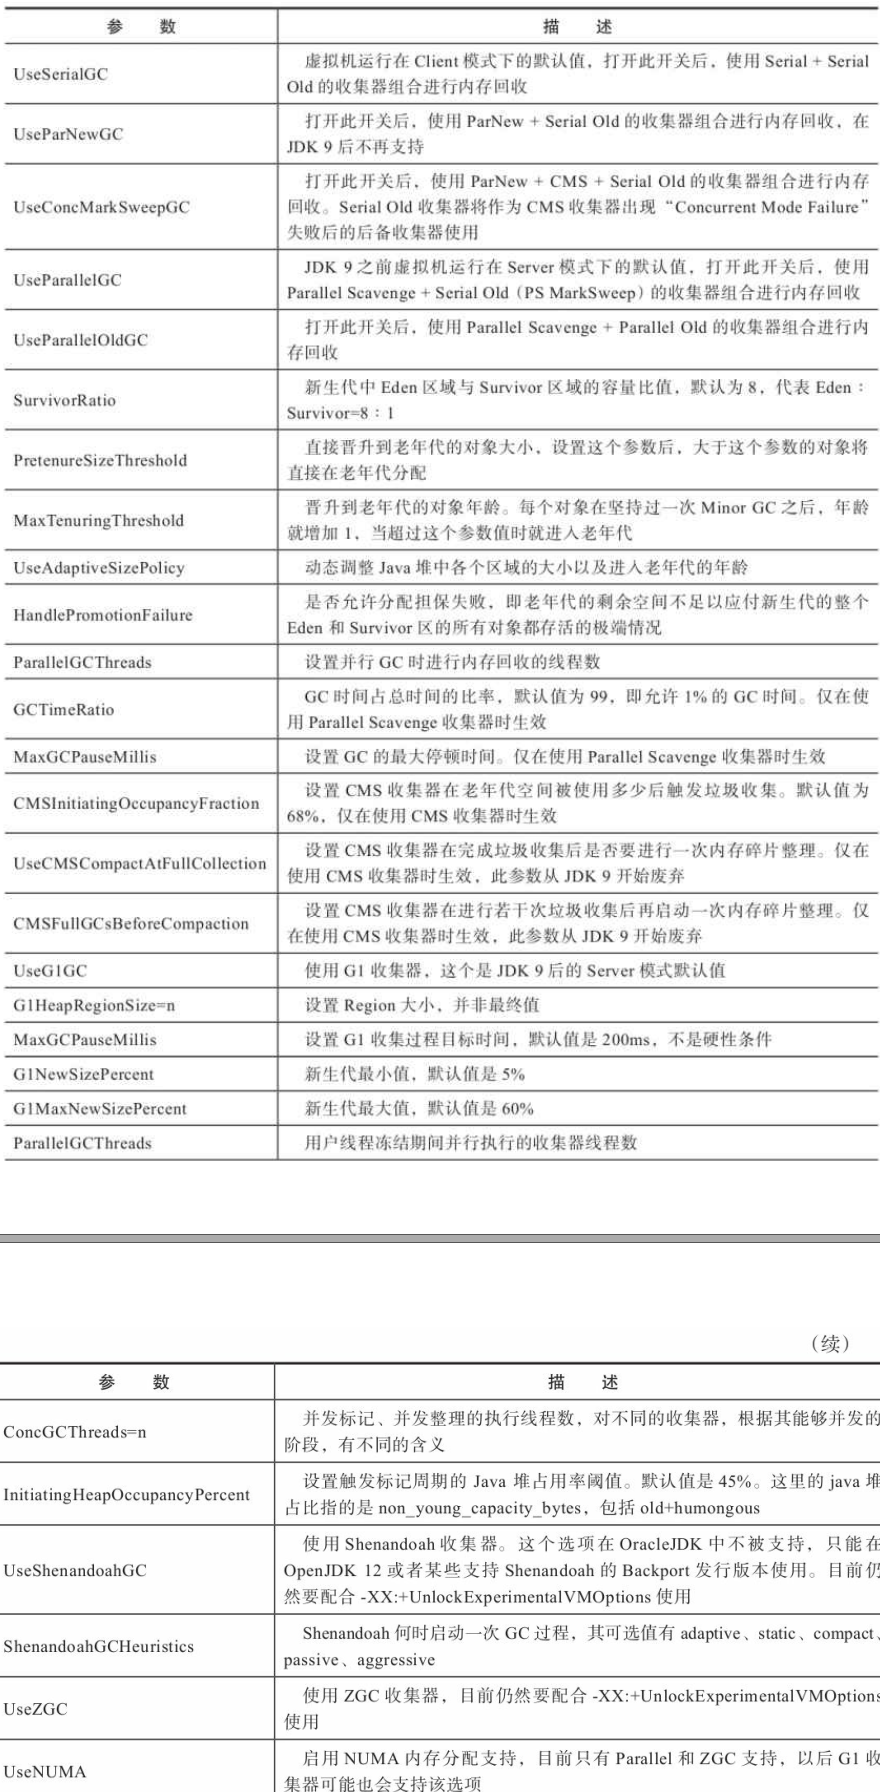 参 数 描 述
UseSerialGC
虚拟机运行在 Client 模式下的默认值，打开此开关后，使用 Serial + Serial
Old 的收集器组合进行内存回收
UseParNewGC
打开此开关后，使用 ParNew + Serial Old 的收集器组合进行内存回收，在
JDK 9 后不再支持
UseConcMarkSweepGC
打开此开关后，使用 ParNew + CMS + Serial Old 的收集器组合进行内存
回收。Serial Old 收集器将作为 CMS 收集器出现“Concurrent Mode Failure”
失败后的后备收集器使用
UseParallelGC
JDK 9 之前虚拟机运行在 Server 模式下的默认值，打开此开关后，使用
Parallel Scavenge + Serial Old（PS MarkSweep）的收集器组合进行内存回收
UseParallelOldGC
打开此开关后，使用 Parallel Scavenge + Parallel Old 的收集器组合进行内
存回收
SurvivorRatio
新生代中 Eden 区域与 Survivor 区域的容量比值，默认为 8，代表 Eden：
Survivor=8：1
PretenureSizeThreshold
直接晋升到老年代的对象大小，设置这个参数后，大于这个参数的对象将
直接在老年代分配
MaxTenuringThreshold
晋升到老年代的对象年龄。每个对象在坚持过一次 Minor GC 之后，年龄
就增加 1，当超过这个参数值时就进入老年代
UseAdaptiveSizePolicy
动态调整 Java 堆中各个区域的大小以及进入老年代的年龄
HandlePromotionFailure
是否允许分配担保失败，即老年代的剩余空间不足以应付新生代的整个
Eden 和 Survivor 区的所有对象都存活的极端情况
ParallelGCThreads
设置并行 GC 时进行内存回收的线程数
GCTimeRatio
GC 时间占总时间的比率，默认值为 99，即允许 1% 的 GC 时间。仅在使
用 Parallel Scavenge 收集器时生效
MaxGCPauseMillis
设置 GC 的最大停顿时间。仅在使用 Parallel Scavenge 收集器时生效
CMSInitiatingOccupancyFraction
设置 CMS 收集器在老年代空间被使用多少后触发垃圾收集。默认值为
68%，仅在使用 CMS 收集器时生效
UseCMSCompactAtFullCollection
设置 CMS 收集器在完成垃圾收集后是否要进行一次内存碎片整理。仅在
使用 CMS 收集器时生效，此参数从 JDK 9 开始废弃
CMSFullGCsBeforeCompaction
设置 CMS 收集器在进行若干次垃圾收集后再启动一次内存碎片整理。仅
在使用 CMS 收集器时生效，此参数从 JDK 9 开始废弃
UseG1GC
使用 G1 收集器，这个是 JDK 9 后的 Server 模式默认值
G1HeapRegionSize=n
设置 Region 大小，并非最终值
MaxGCPauseMillis
设置 G1 收集过程目标时间，默认值是 200ms，不是硬性条件
G1NewSizePercent
新生代最小值，默认值是 5%
G1MaxNewSizePercent
新生代最大值，默认值是 60%
ParallelGCThreads
用户线程冻结期间并行执行的收集器线程数
（续）
参 数 描 述
ConcGCThreads=n
并发标记、并发整理的执行线程数，对不同的收集器，根据其能够并发的
阶段，有不同的含义
InitiatingHeapOccupancyPercent
设置触发标记周期的 Java 堆占用率阈值。默认值是 45%。这里的 java 堆
占比指的是 non_young_capacity_bytes，包括 old+humongous
UseShenandoahGC
使用 Shenandoah 收集器。这个选项在 OracleJDK 中不被支持，只能在
OpenJDK 12 或者某些支持 Shenandoah 的 Backport 发行版本使用。目前仍
然要配合 -XX:+UnlockExperimentalVMOptions 使用
ShenandoahGCHeuristics
Shenandoah 何时启动一次 GC 过程，其可选值有 adaptive、static、compact、
passive、aggressive
UseZGC
使用 ZGC 收集器，目前仍然要配合 -XX:+UnlockExperimentalVMOptions
使用
UseNUMA
启用 NUMA 内存分配支持，目前只有 Parallel 和 ZGC 支持，以后 G1 收
集器可能也会支持该选项